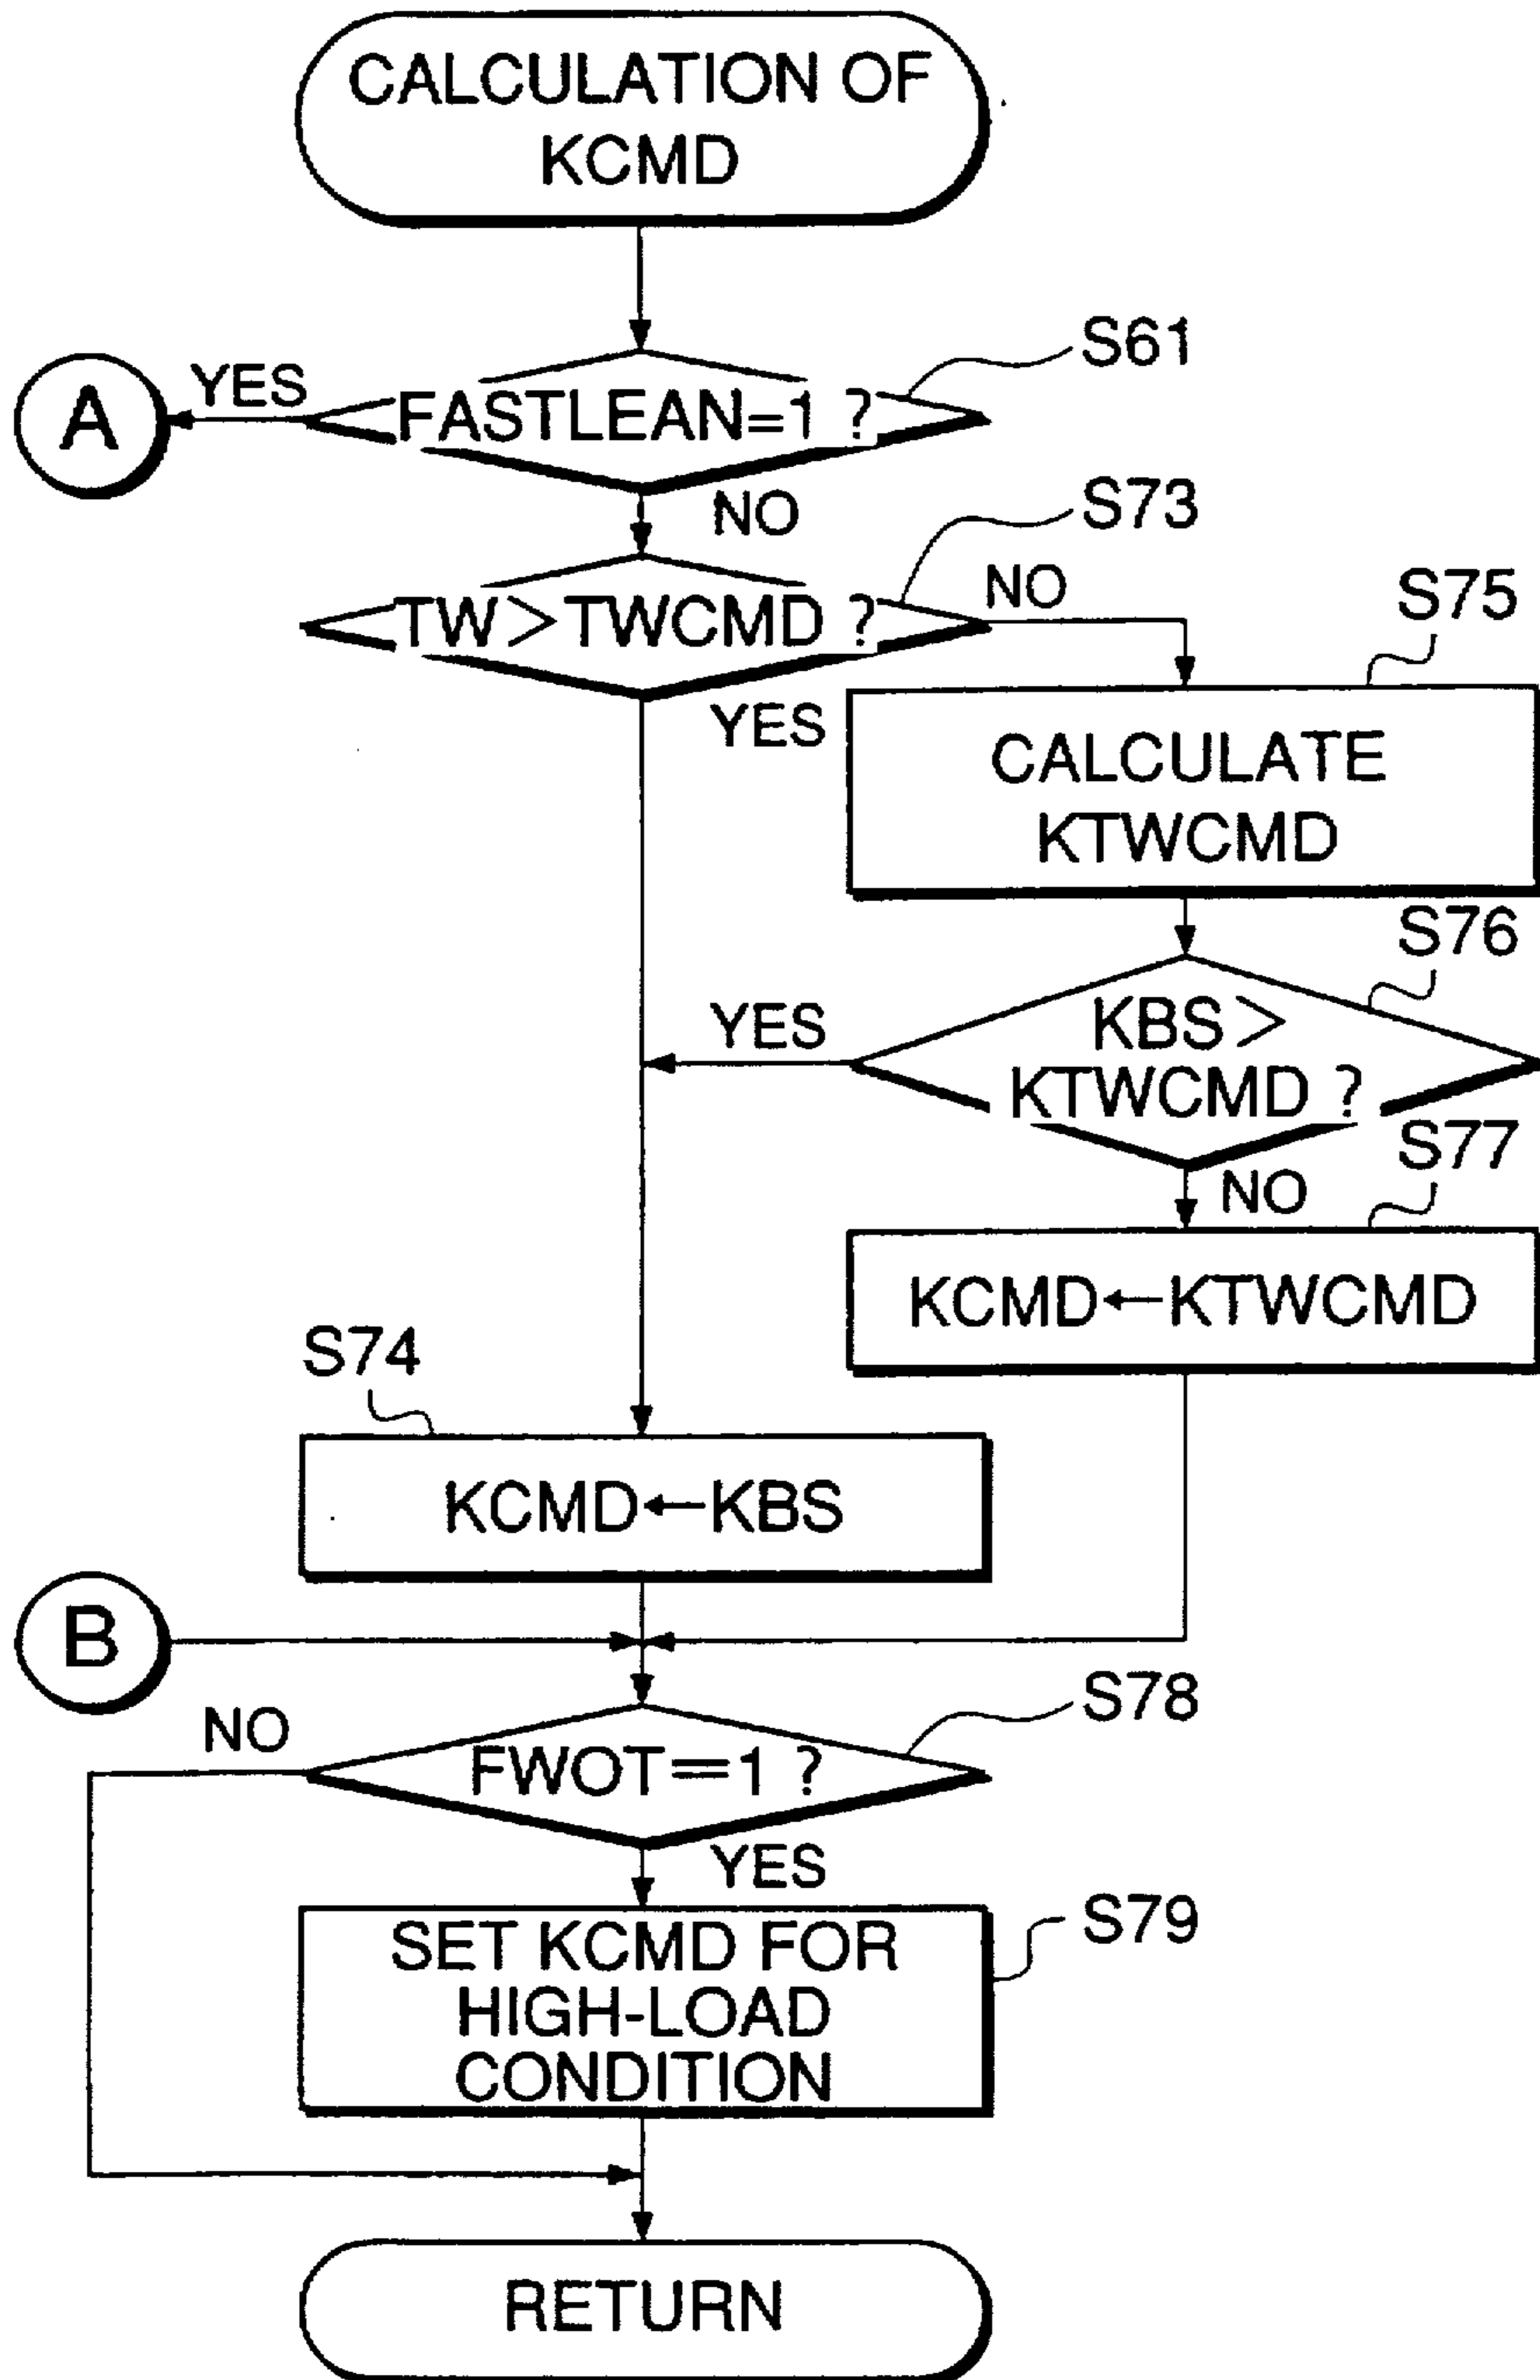 CALCULATION OF
KCMD
S61
A
YES
FASTLEAN=1 ?
NO
S73
TW>TWCMD ?
NO
S75
YES
CALCULATE
KTWCMD
S76
YES
KBS>
KTWCMD ?
S77
NO
KCMD←KTWCMD
S74
KCMD←KBS
B
S78
NO
FWOT=1 ?
YES
S79
SET KCMD FOR
HIGH-LOAD
CONDITION
RETURN